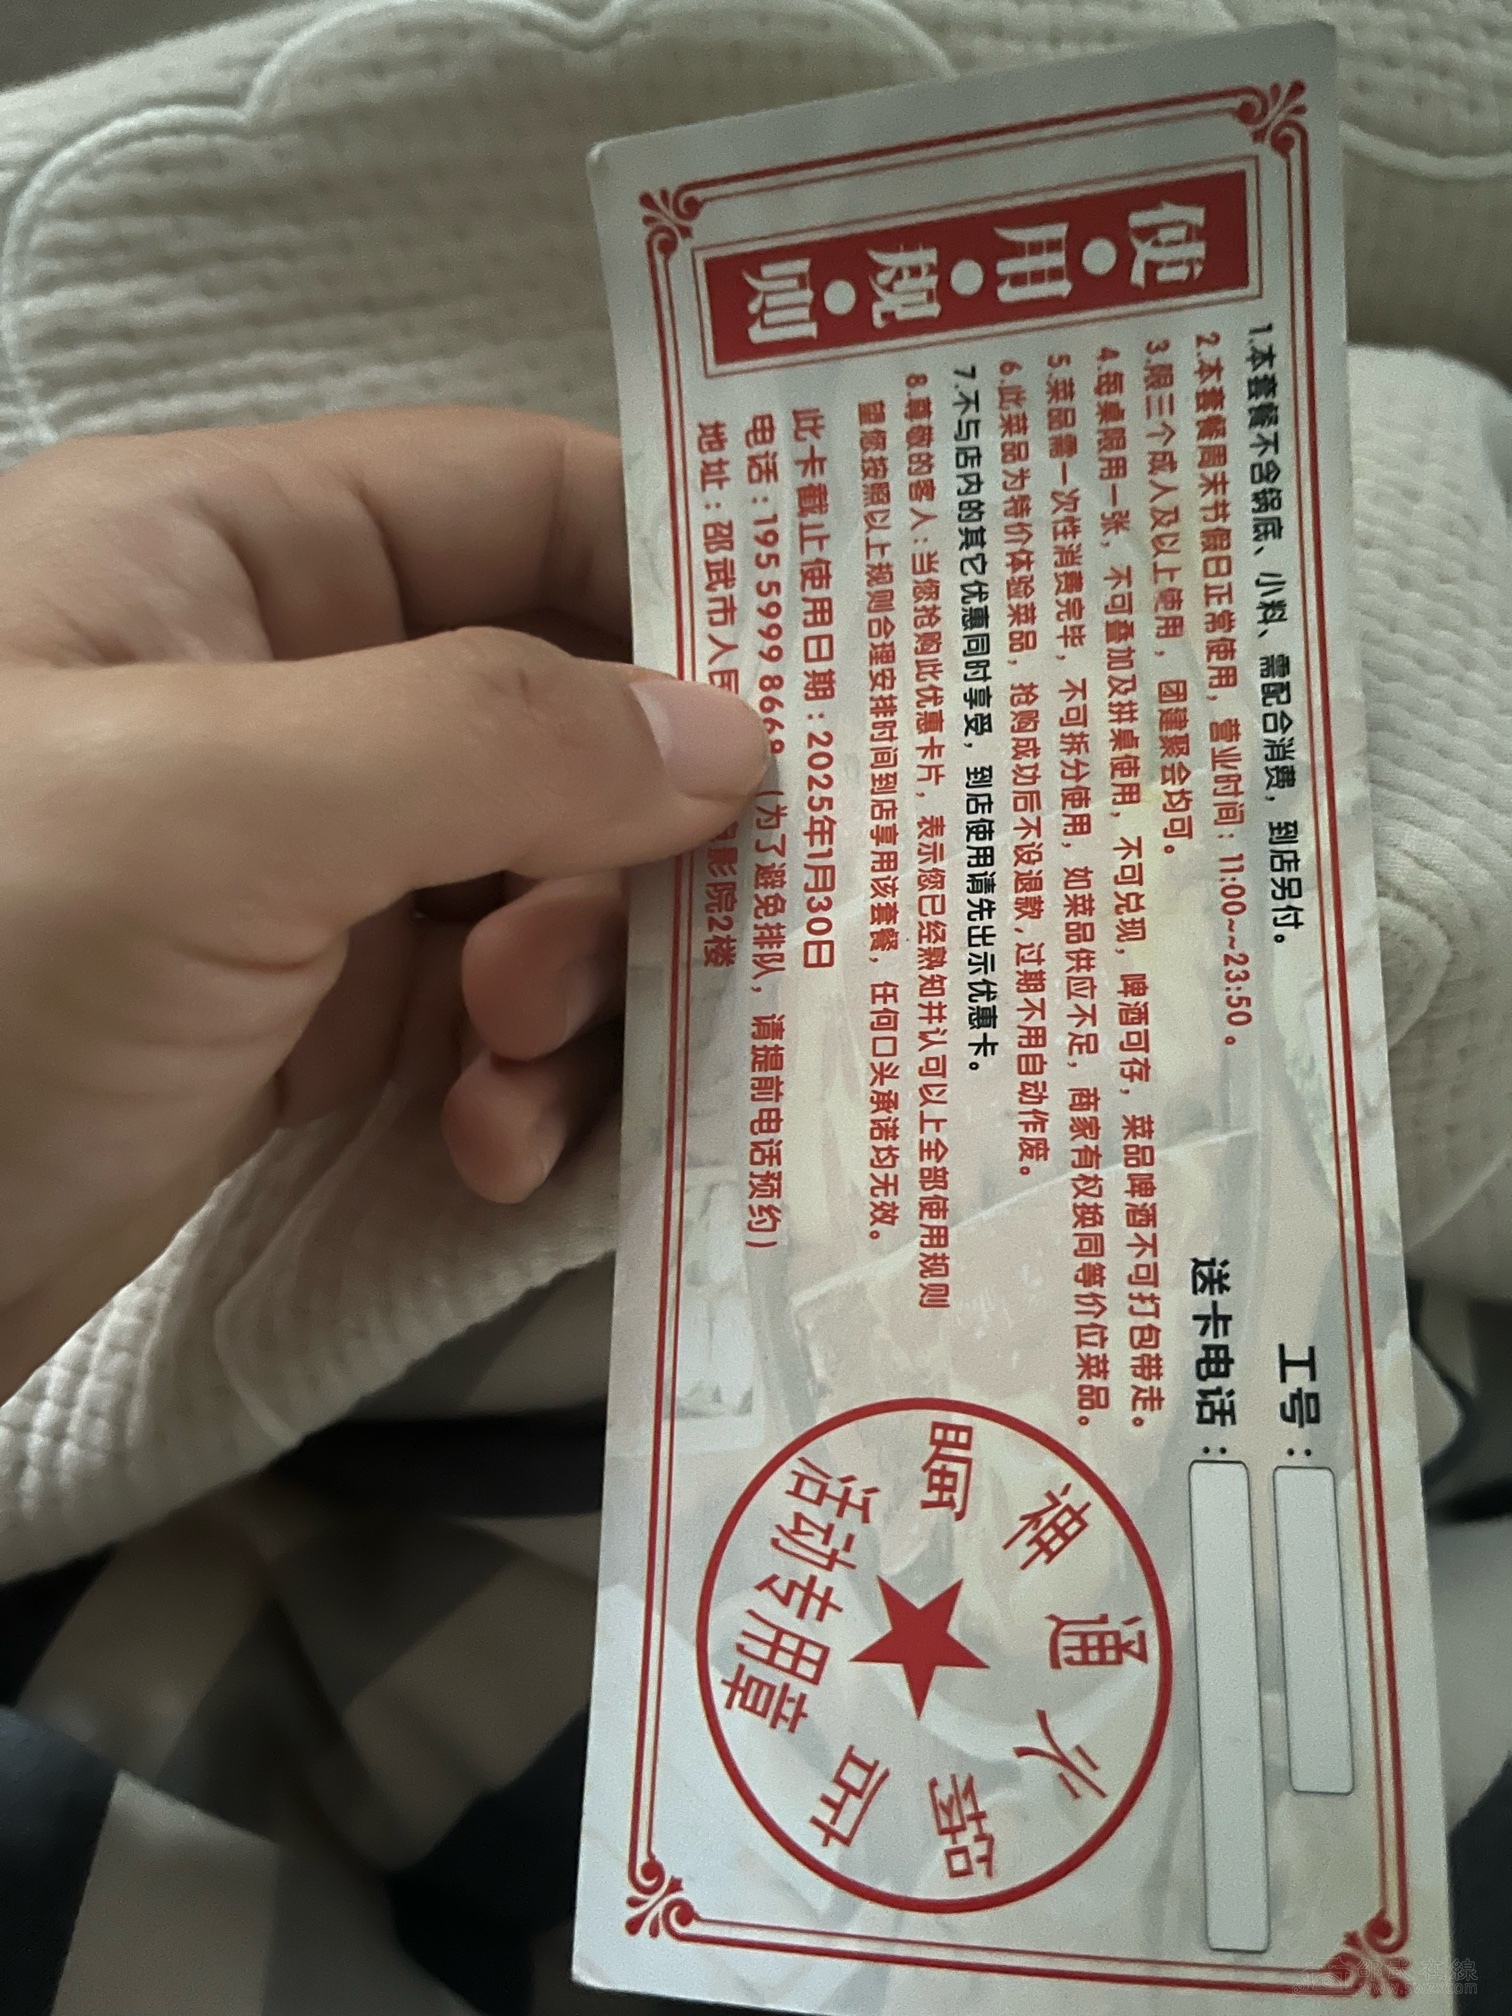 使·用·规·则
1.本套餐不含锅底、小料、需配合消费，到店另付。
2.本套餐周末节假日正常使用，营业时间：11:00~~23:50。
3.限三个成人及以上使用，团建聚会均可。
4.每桌限用一张，不可叠加及拼桌使用，不可兑现，啤酒可存，菜品啤酒不可打包带走。
5.菜品需一次性消费完毕，不可拆分使用，如菜品供应不足，商家有权换同等价位菜品。
6.此菜品为特价体验菜品，抢购成功后不设退款，过期不用自动作废。
7.不与店内的其它优惠同时享受，到店使用请先出示优惠卡。
8.尊敬的客人：当您抢购此优惠卡片，表示您已经熟知并认可以上全部使用规则
望您按照以上规则合理安排时间到店享用该套餐，任何口头承诺均无效。
此卡截止使用日期：2025年1月30日
电话：195 5999 8668（为了避免排队，请提前电话预约）
地址：邵武市人民影院2楼
工号：
送卡电话：
活动专用章